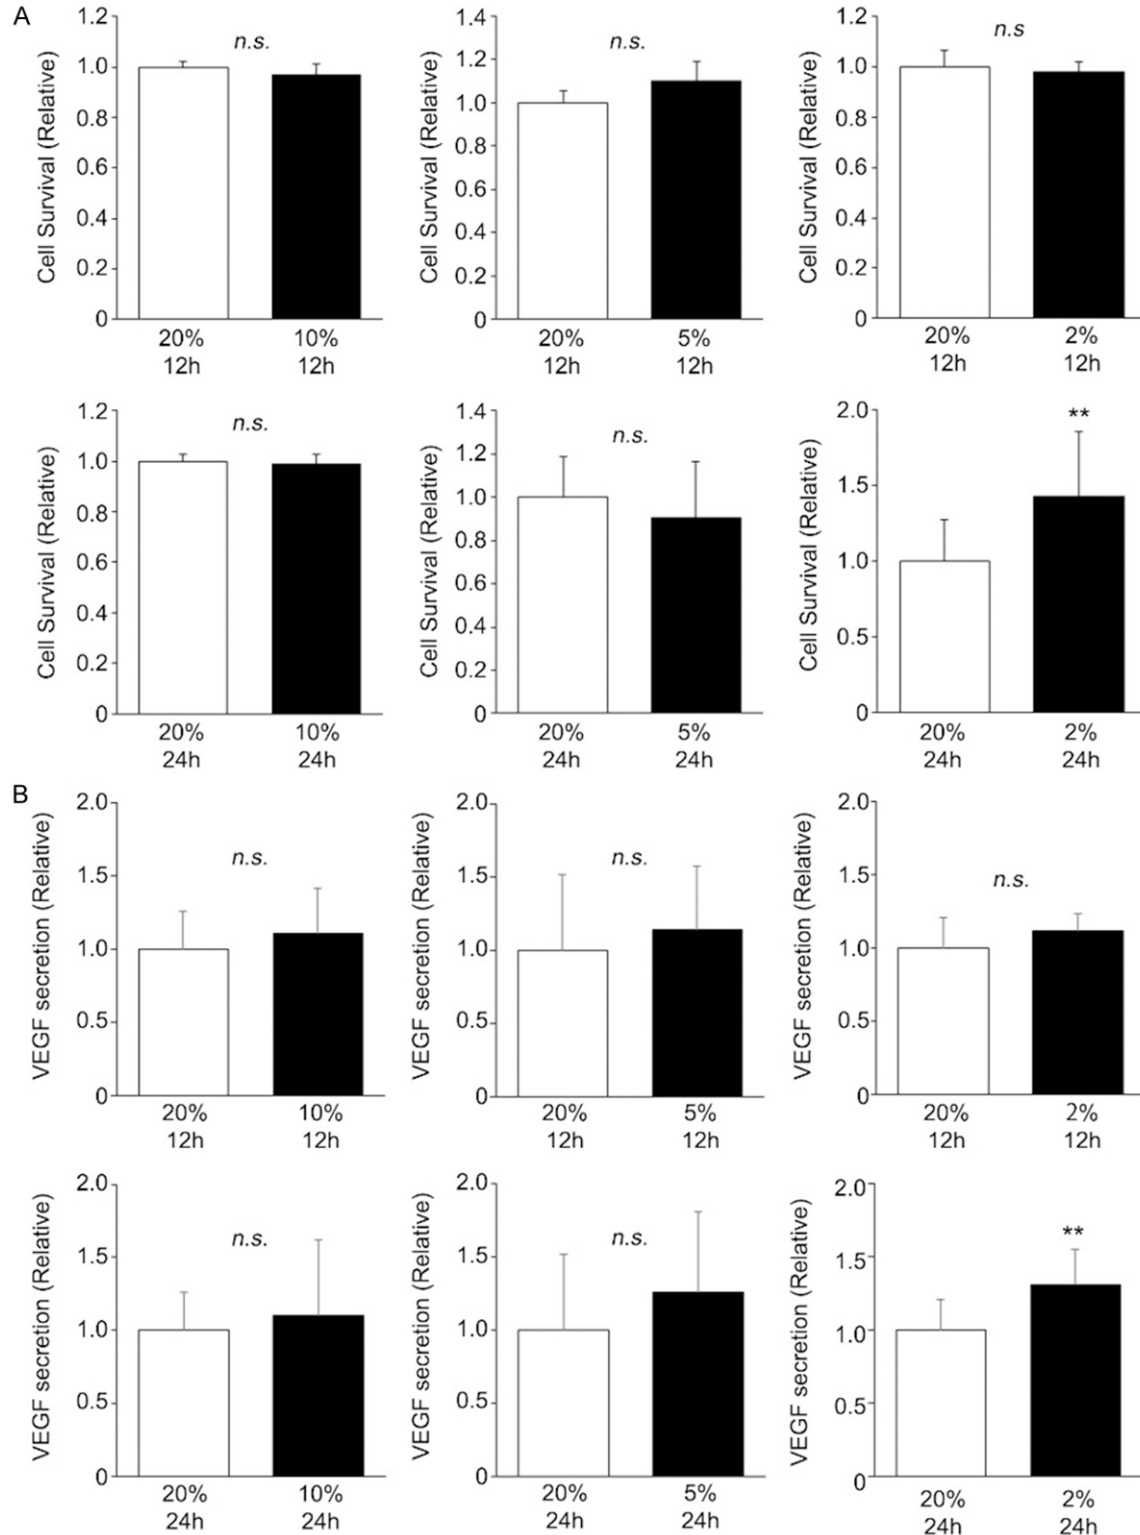 A
Cell Survival (Relative)
1.2
1.0
0.8
0.6
0.4
0.2
0
n.s.
20% 10%
12h 12h
Cell Survival (Relative)
1.4
1.2
1.0
0.8
0.6
0.4
0.2
0
n.s.
20% 5%
12h 12h
Cell Survival (Relative)
1.2
1.0
0.8
0.6
0.4
0.2
0
n.s
20% 2%
12h 12h
Cell Survival (Relative)
1.2
1.0
0.8
0.6
0.4
0.2
0
n.s.
20% 10%
24h 24h
Cell Survival (Relative)
1.4
1.2
1.0
0.8
0.6
0.4
0.2
0
n.s.
20% 5%
24h 24h
Cell Survival (Relative)
2.0
1.5
1.0
0.5
0
**
20% 2%
24h 24h
B
VEGF secretion (Relative)
2.0
1.5
1.0
0.5
0
n.s.
20% 10%
12h 12h
VEGF secretion (Relative)
2.0
1.5
1.0
0.5
0
n.s.
20% 5%
12h 12h
VEGF secretion (Relative)
2.0
1.5
1.0
0.5
0
n.s.
20% 2%
12h 12h
VEGF secretion (Relative)
2.0
1.5
1.0
0.5
0
n.s.
20% 10%
24h 24h
VEGF secretion (Relative)
2.0
1.5
1.0
0.5
0
n.s.
20% 5%
24h 24h
VEGF secretion (Relative)
2.0
1.5
1.0
0.5
0
**
20% 2%
24h 24h